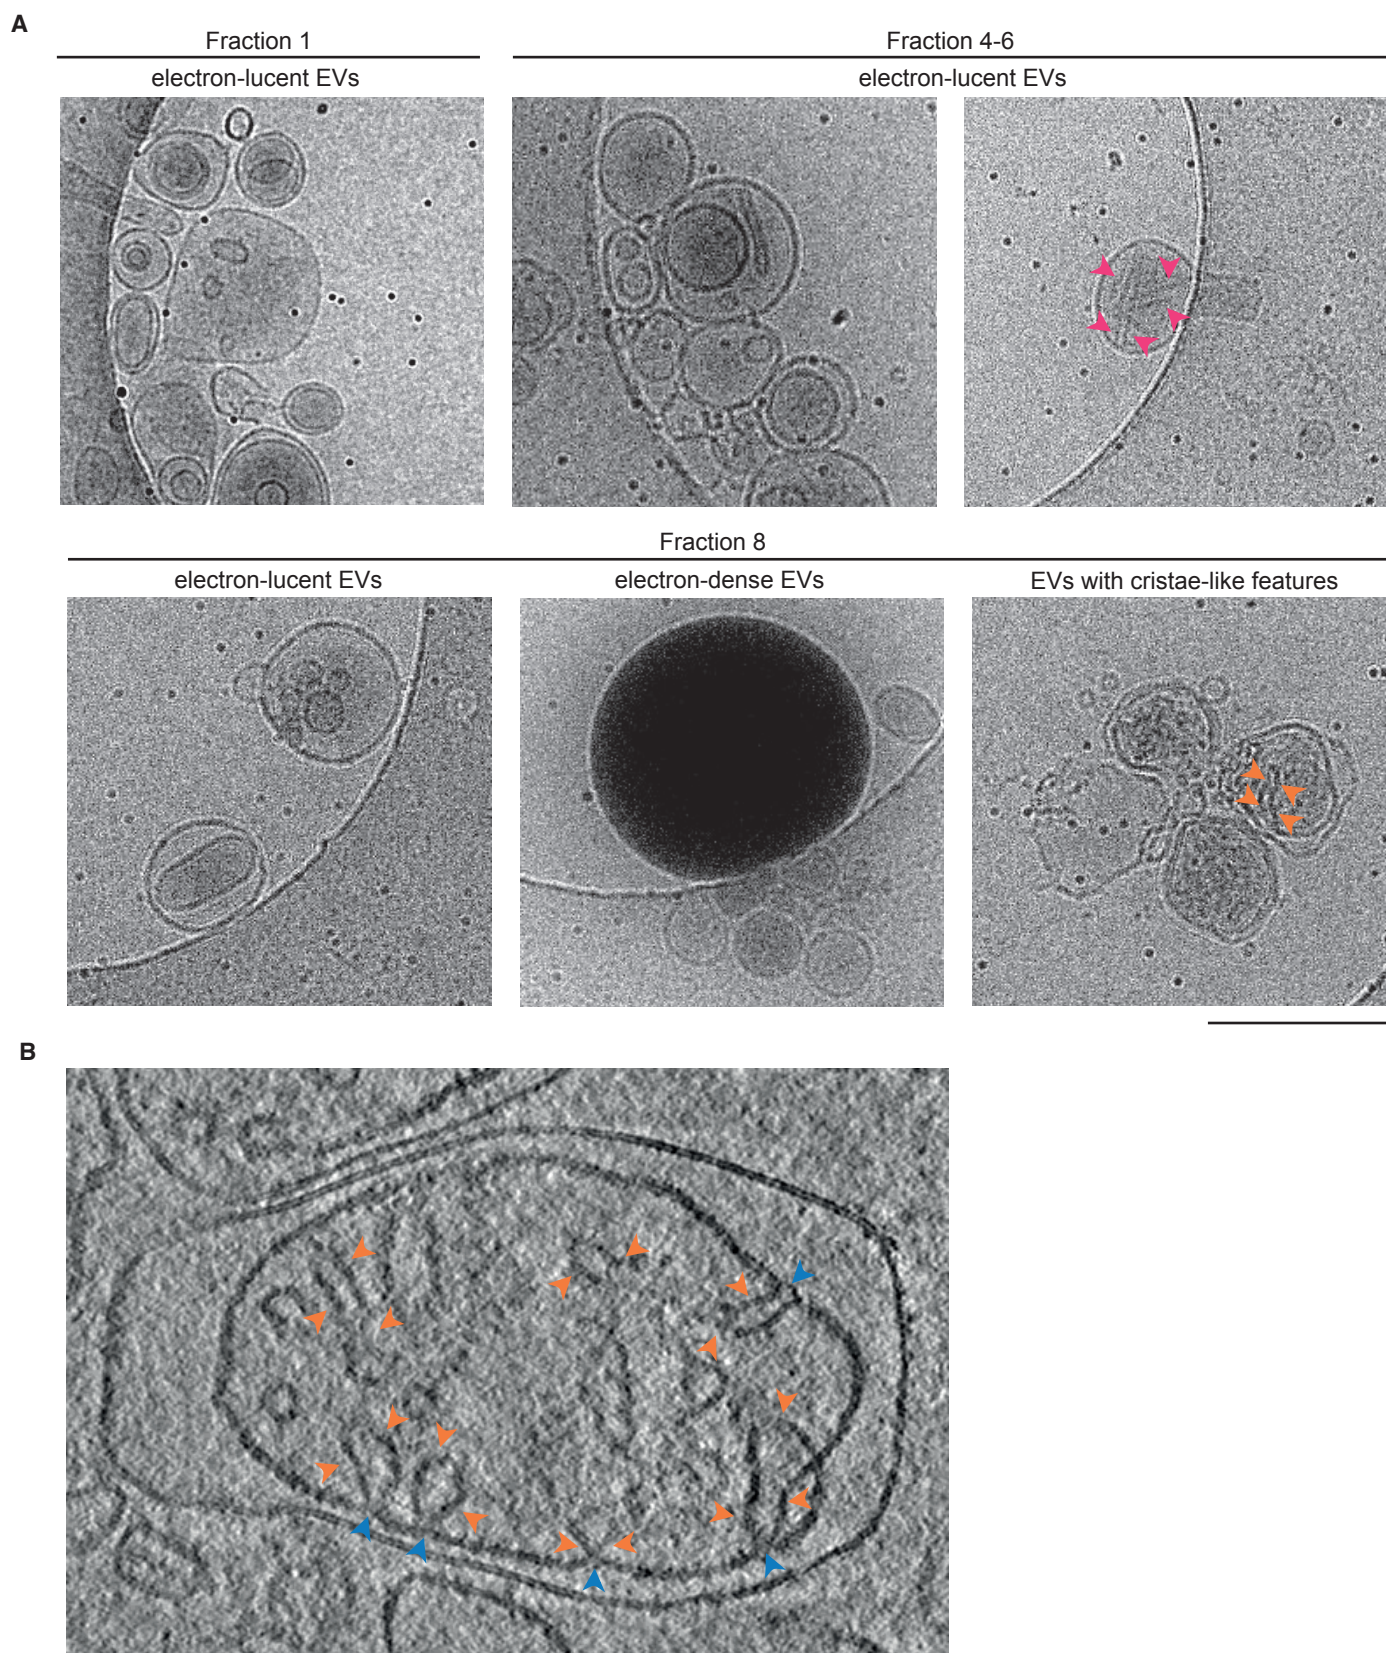 A
Fraction 1
Fraction 4-6
electron-lucent EVs
electron-lucent EVs
Fraction 8
electron-lucent EVs
electron-dense EVs
EVs with cristae-like features
B